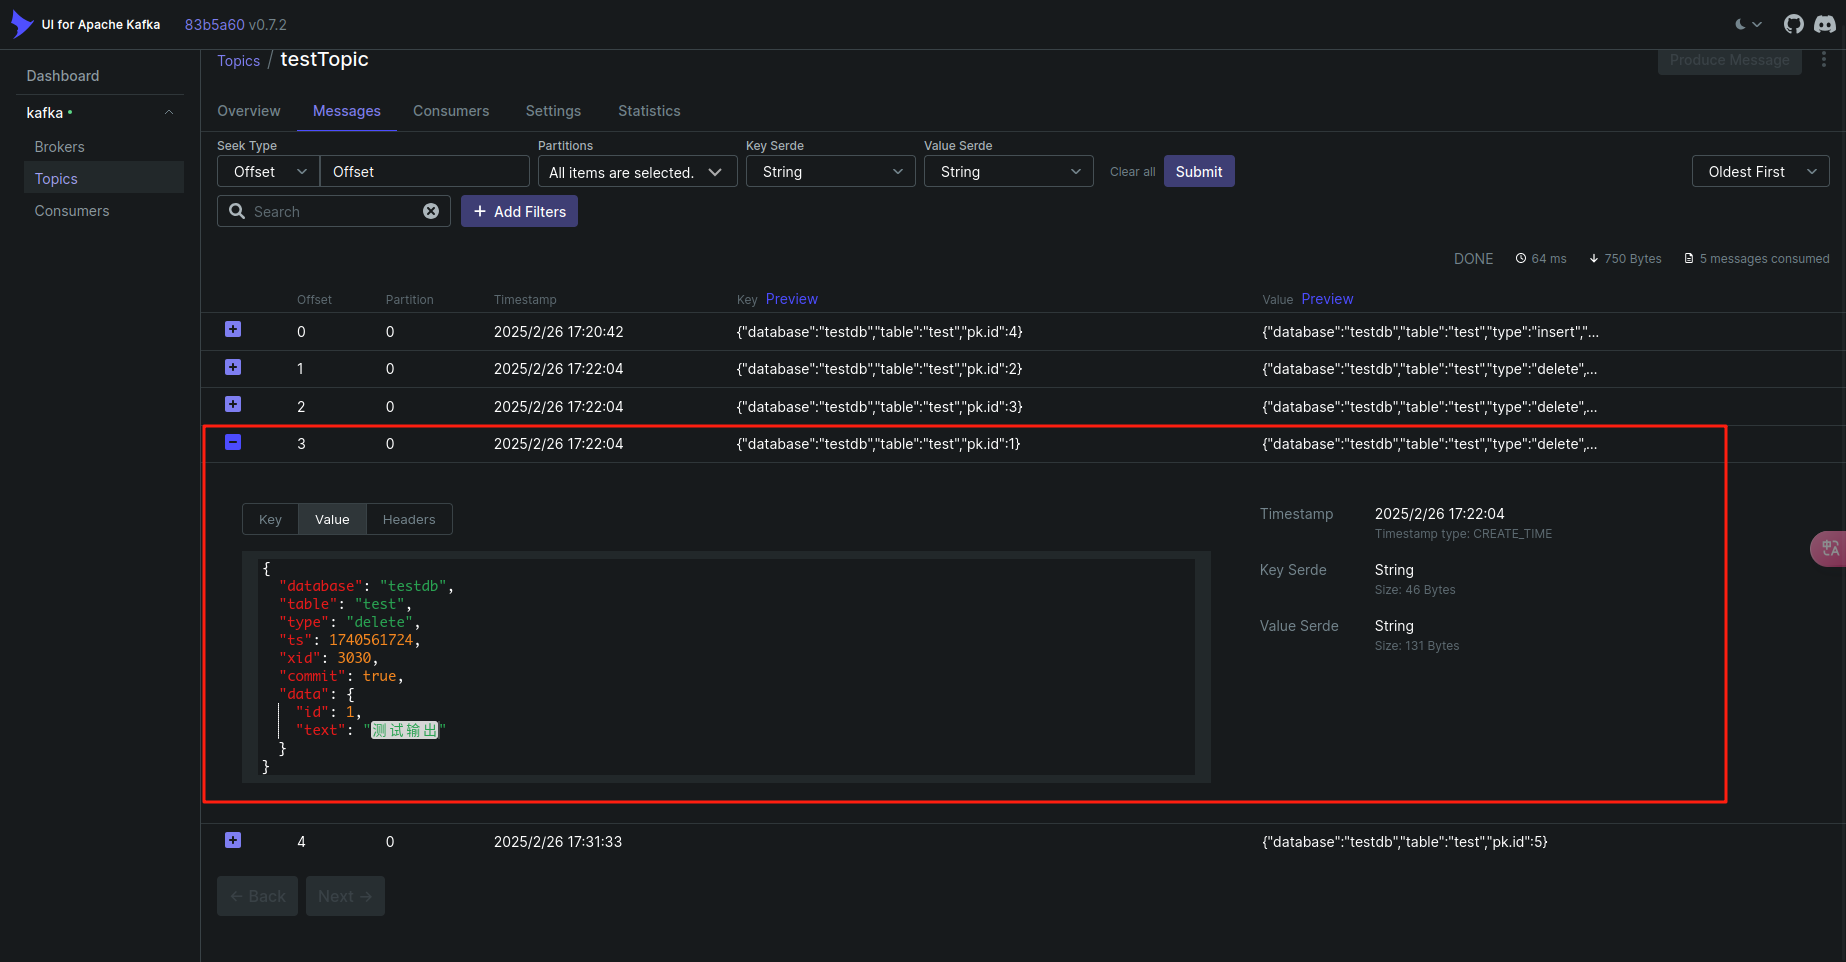 UI for Apache Kafka 83b5a60 v0.7.2
Dashboard
kafka
Brokers
Topics
Consumers
Topics / testTopic
Produce Message
Overview Messages Consumers Settings Statistics
Seek Type Partitions Key Serde Value Serde
Offset Offset All items are selected. String String Clear all Submit Oldest First
Search + Add Filters
DONE 64 ms 750 Bytes 5 messages consumed
Offset Partition Timestamp Key Preview Value Preview
0 0 2025/2/26 17:20:42 {"database":"testdb","table":"test","pk.id":4} {"database":"testdb","table":"test","type":"insert","...
1 0 2025/2/26 17:22:04 {"database":"testdb","table":"test","pk.id":2} {"database":"testdb","table":"test","type":"delete",...
2 0 2025/2/26 17:22:04 {"database":"testdb","table":"test","pk.id":3} {"database":"testdb","table":"test","type":"delete",...
3 0 2025/2/26 17:22:04 {"database":"testdb","table":"test","pk.id":1} {"database":"testdb","table":"test","type":"delete",...
Key Value Headers
{
"database": "testdb",
"table": "test",
"type": "delete",
"ts": 1740561724,
"xid": 3030,
"commit": true,
"data": {
"id": 1,
"text": "测试输出"
}
}
Timestamp 2025/2/26 17:22:04
Timestamp type: CREATE_TIME
Key Serde String
Size: 46 Bytes
Value Serde String
Size: 131 Bytes
中A
4 0 2025/2/26 17:31:33 {"database":"testdb","table":"test","pk.id":5}
← Back Next →